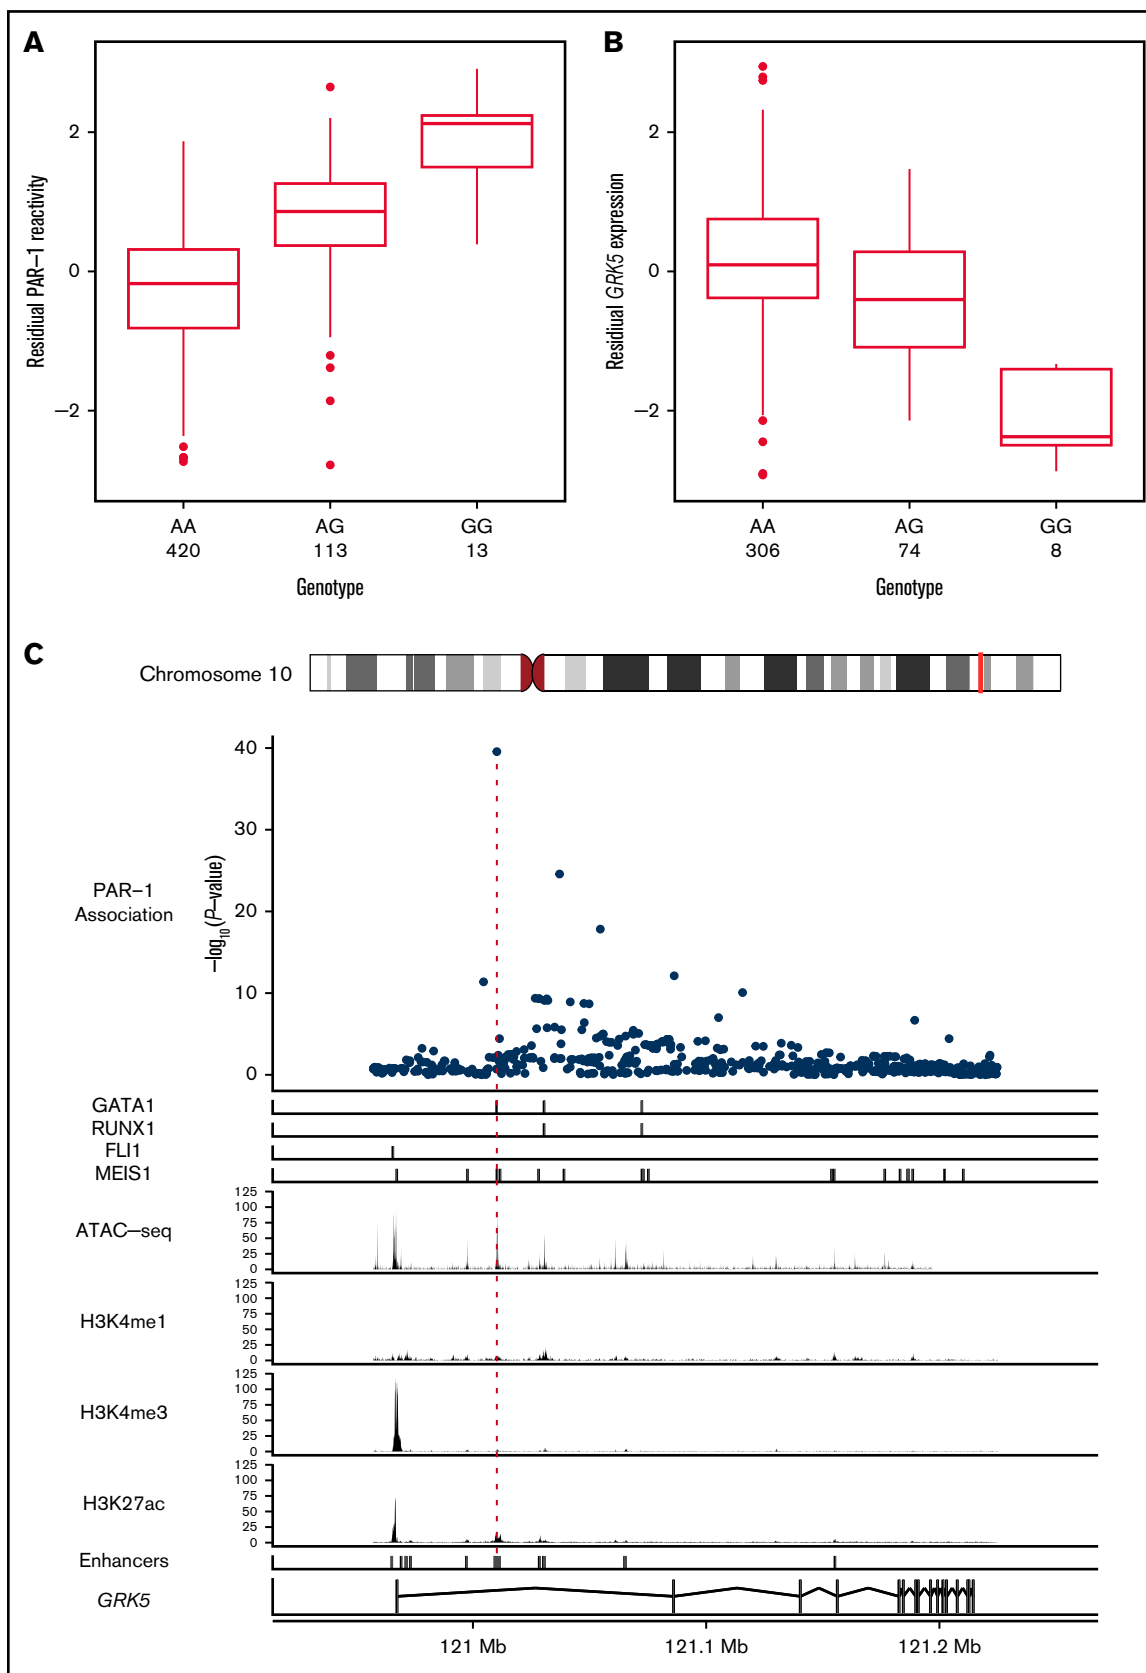 A
Residiual PAR–1 reactivity
2
0
–2
AA AG GG
420 113 13
Genotype
B
Residiual GRK5 expression
2
0
–2
AA AG GG
306 74 8
Genotype
C
Chromosome 10
PAR–1
Association
–log10(P–value)
40
30
20
10
0
GATA1
RUNX1
FLI1
MEIS1
ATAC–seq
125
100
75
50
25
0
H3K4me1
125
100
75
50
25
0
H3K4me3
125
100
75
50
25
0
H3K27ac
125
100
75
50
25
0
Enhancers
GRK5
121 Mb 121.1 Mb 121.2 Mb